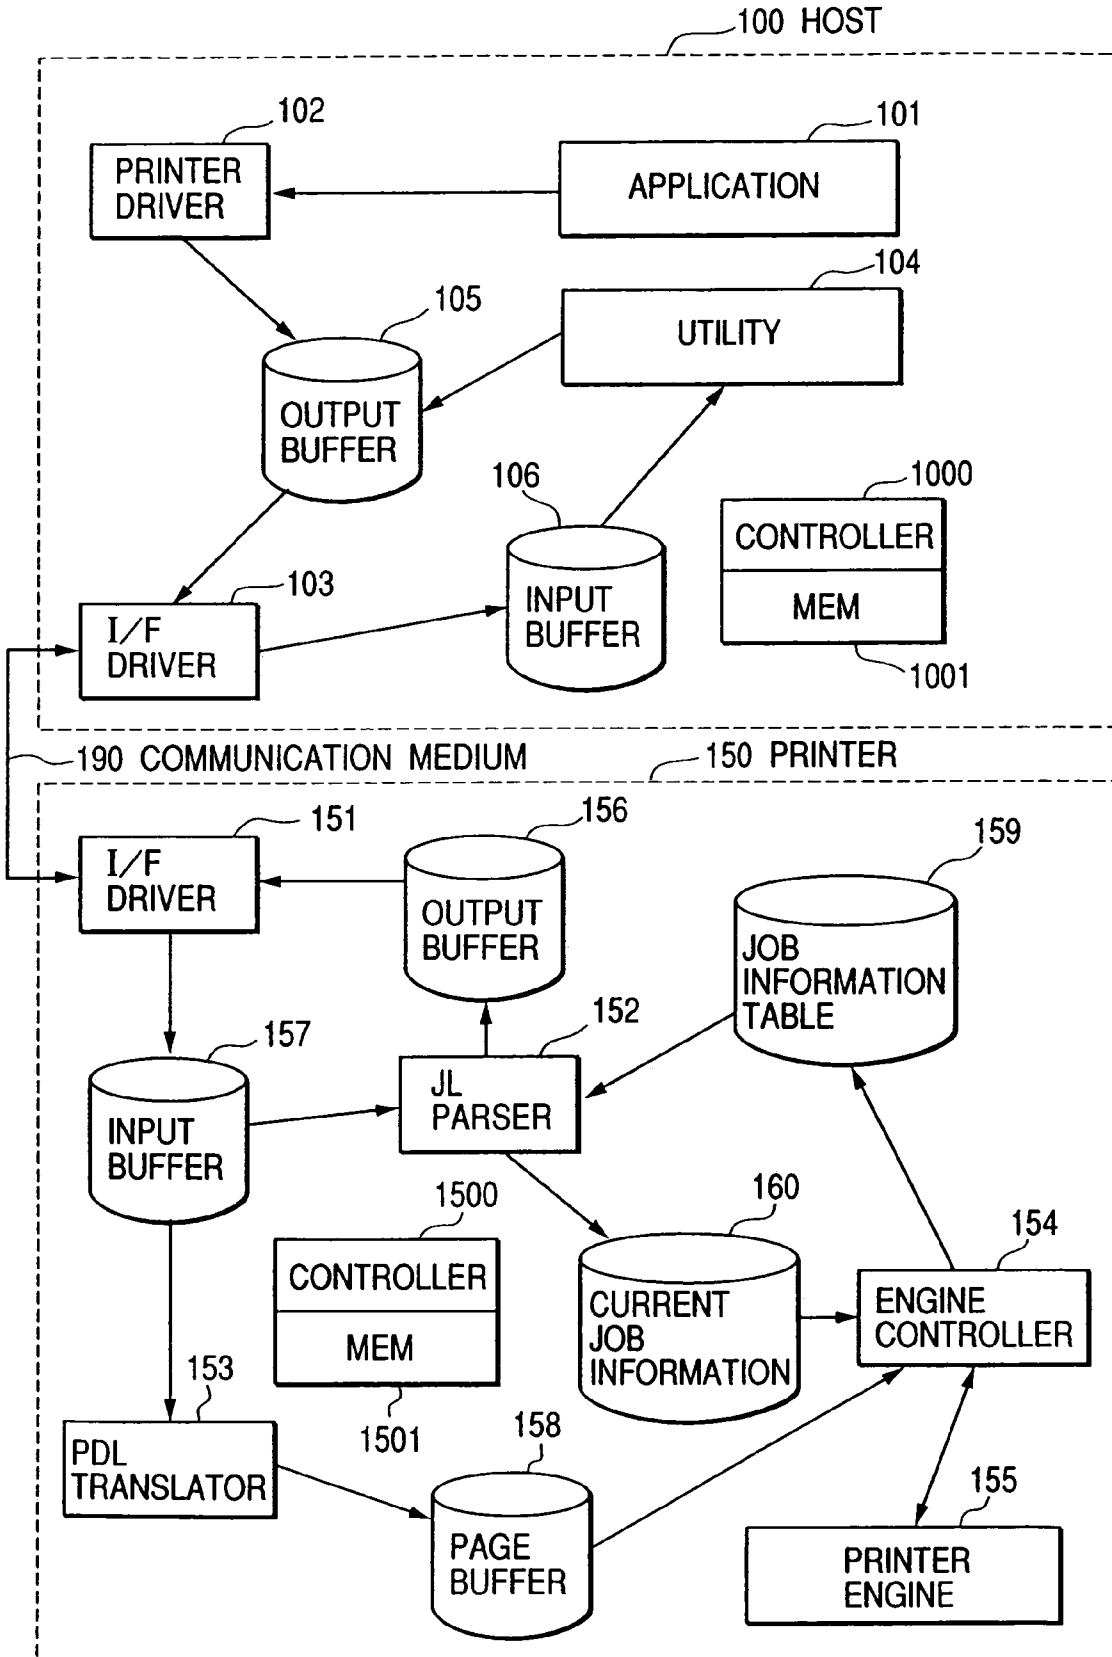 100 HOST
102
101
PRINTER
DRIVER
APPLICATION
104
105
UTILITY
OUTPUT
BUFFER
106
1000
CONTROLLER
103
INPUT
BUFFER
MEM
I/F
DRIVER
1001
190 COMMUNICATION MEDIUM
150 PRINTER
151
156
159
I/F
DRIVER
OUTPUT
BUFFER
JOB
INFORMATION
TABLE
157
152
JL
PARSER
INPUT
BUFFER
1500
160
154
CONTROLLER
CURRENT
JOB
INFORMATION
ENGINE
CONTROLLER
MEM
153
1501
158
PDL
TRANSLATOR
155
PAGE
BUFFER
PRINTER
ENGINE